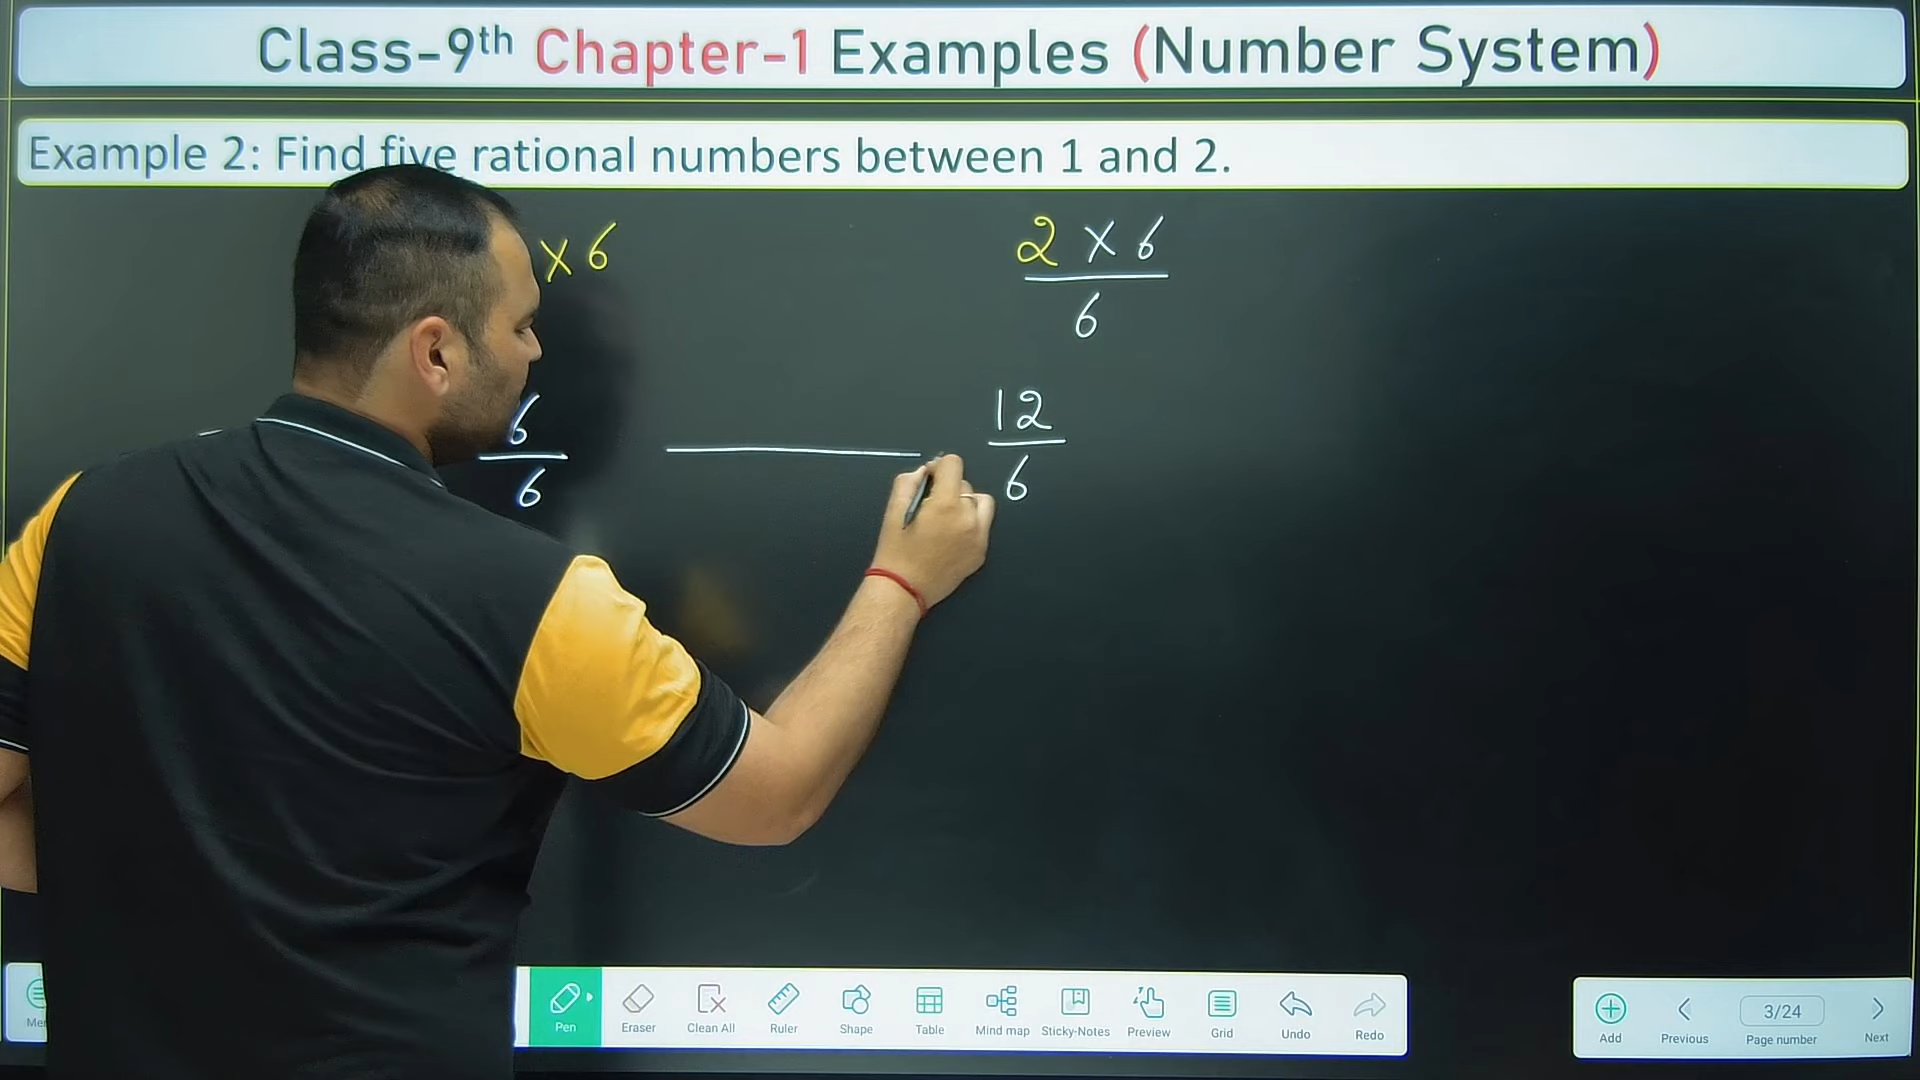 Class-9th Chapter-1 Examples (Number System)
Example 2: Find five rational numbers between 1 and 2.
× 6
2 × 6
6
6
6
12
6
Pen
Eraser
Clean All
Ruler
Shape
Table
Mind map
Sticky-Notes
Preview
Grid
Undo
Redo
Add
Previous
3/24
Page number
Next